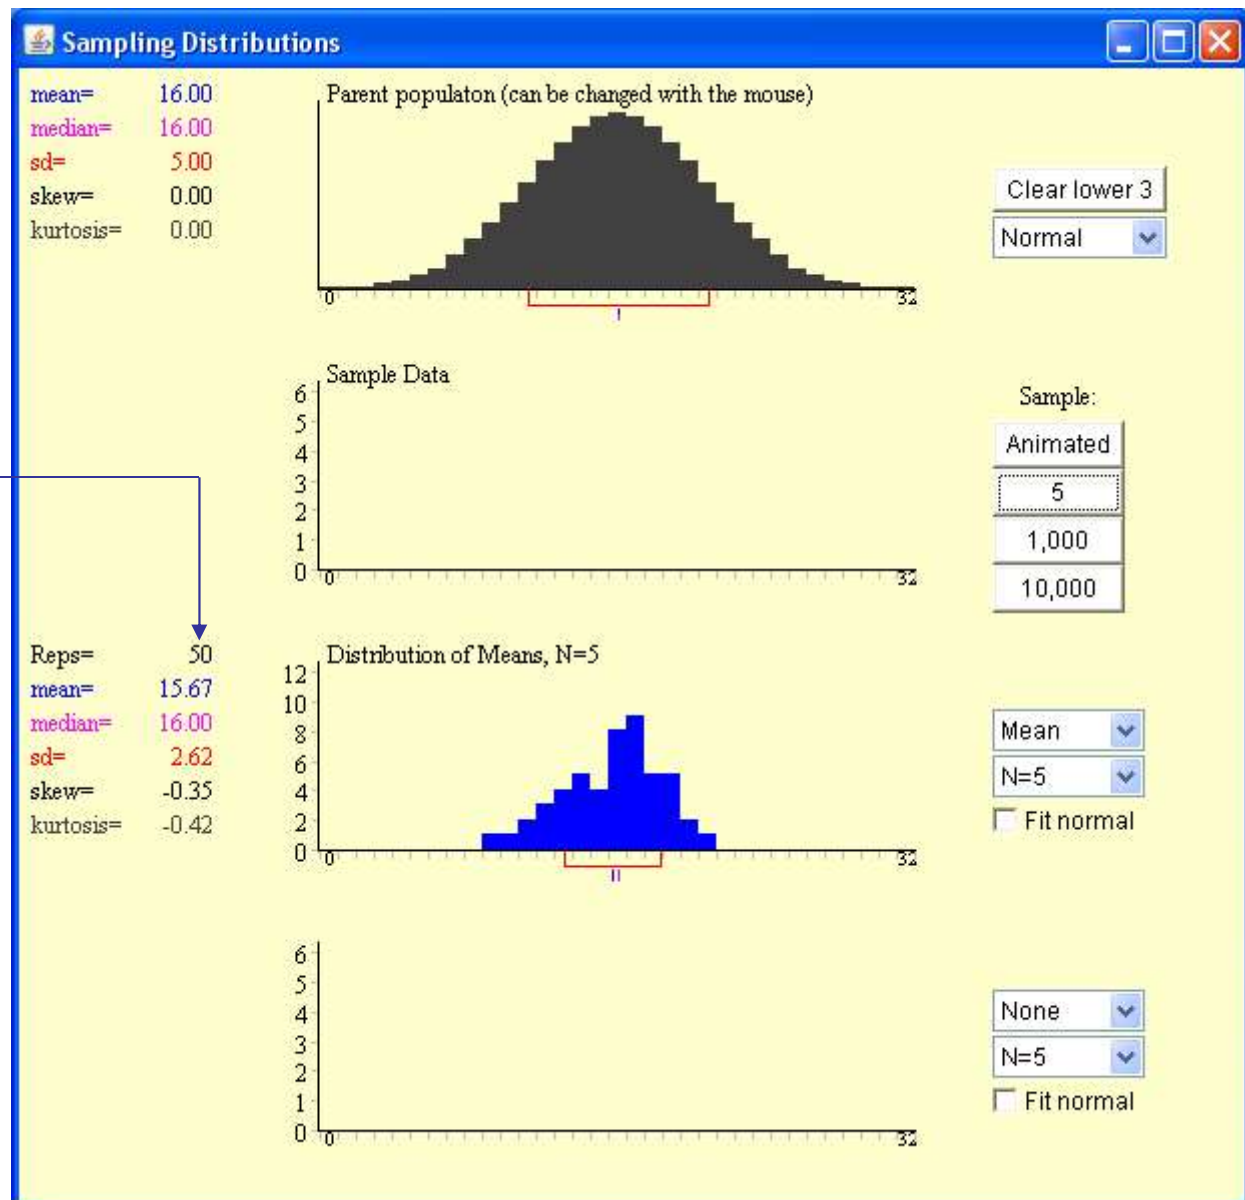 Sampling Distributions
mean= 16.00
median= 16.00
sd= 5.00
skew= 0.00
kurtosis= 0.00
Parent populaton (can be changed with the mouse)
0 32
Clear lower 3
Normal
Sample Data
6
5
4
3
2
1
0
0 32
Sample:
Animated
5
1,000
10,000
Reps= 50
mean= 15.67
median= 16.00
sd= 2.62
skew= -0.35
kurtosis= -0.42
Distribution of Means, N=5
12
10
8
6
4
2
0
0 32
Mean
N=5
Fit normal
6
5
4
3
2
1
0
0 32
None
N=5
Fit normal